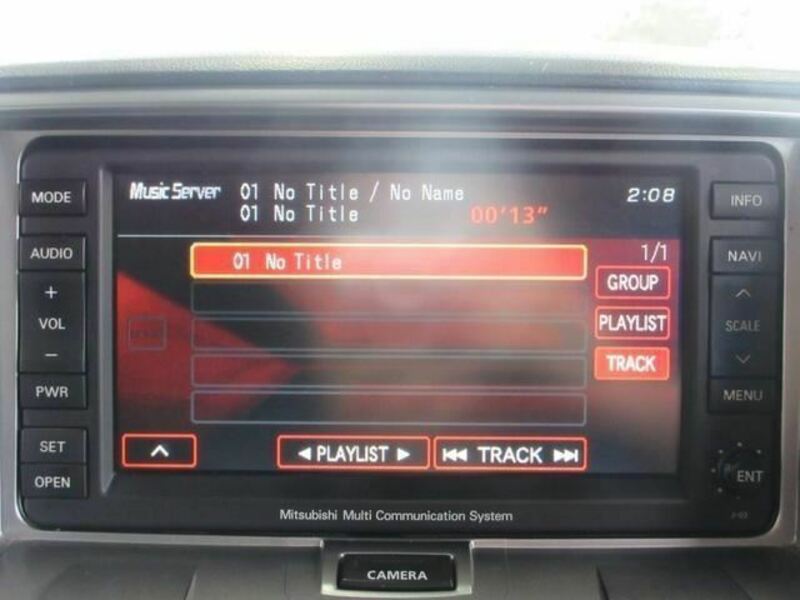 MODE
AUDIO
+
VOL
−
PWR
SET
OPEN
Music Server 01 No Title / No Name 2:08
01 No Title 00'13"
01 No Title 1/1
GROUP
PLAYLIST
TRACK
◄ PLAYLIST ► ⏮ TRACK ⏭
INFO
NAVI
SCALE
MENU
ENT
Mitsubishi Multi Communication System
CAMERA